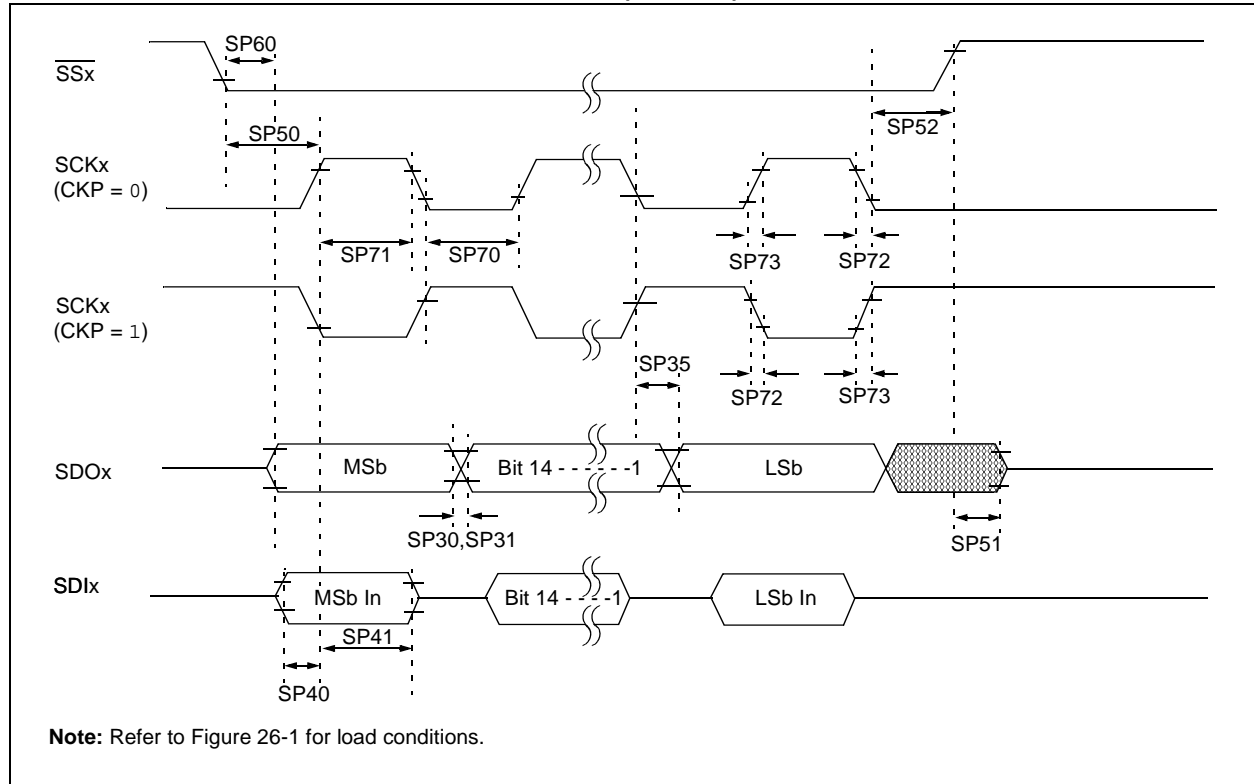 SP60
SSx
SP50
SP52
SCKx
(CKP = 0)
SP71
SP70
SP73
SP72
SCKx
(CKP = 1)
SP35
SP72
SP73
SDOx
MSb
Bit 14 - - - - - -1
LSb
SP30,SP31
SP51
SDIx
MSb In
Bit 14 - - - -1
LSb In
SP41
SP40
Note: Refer to Figure 26-1 for load conditions.